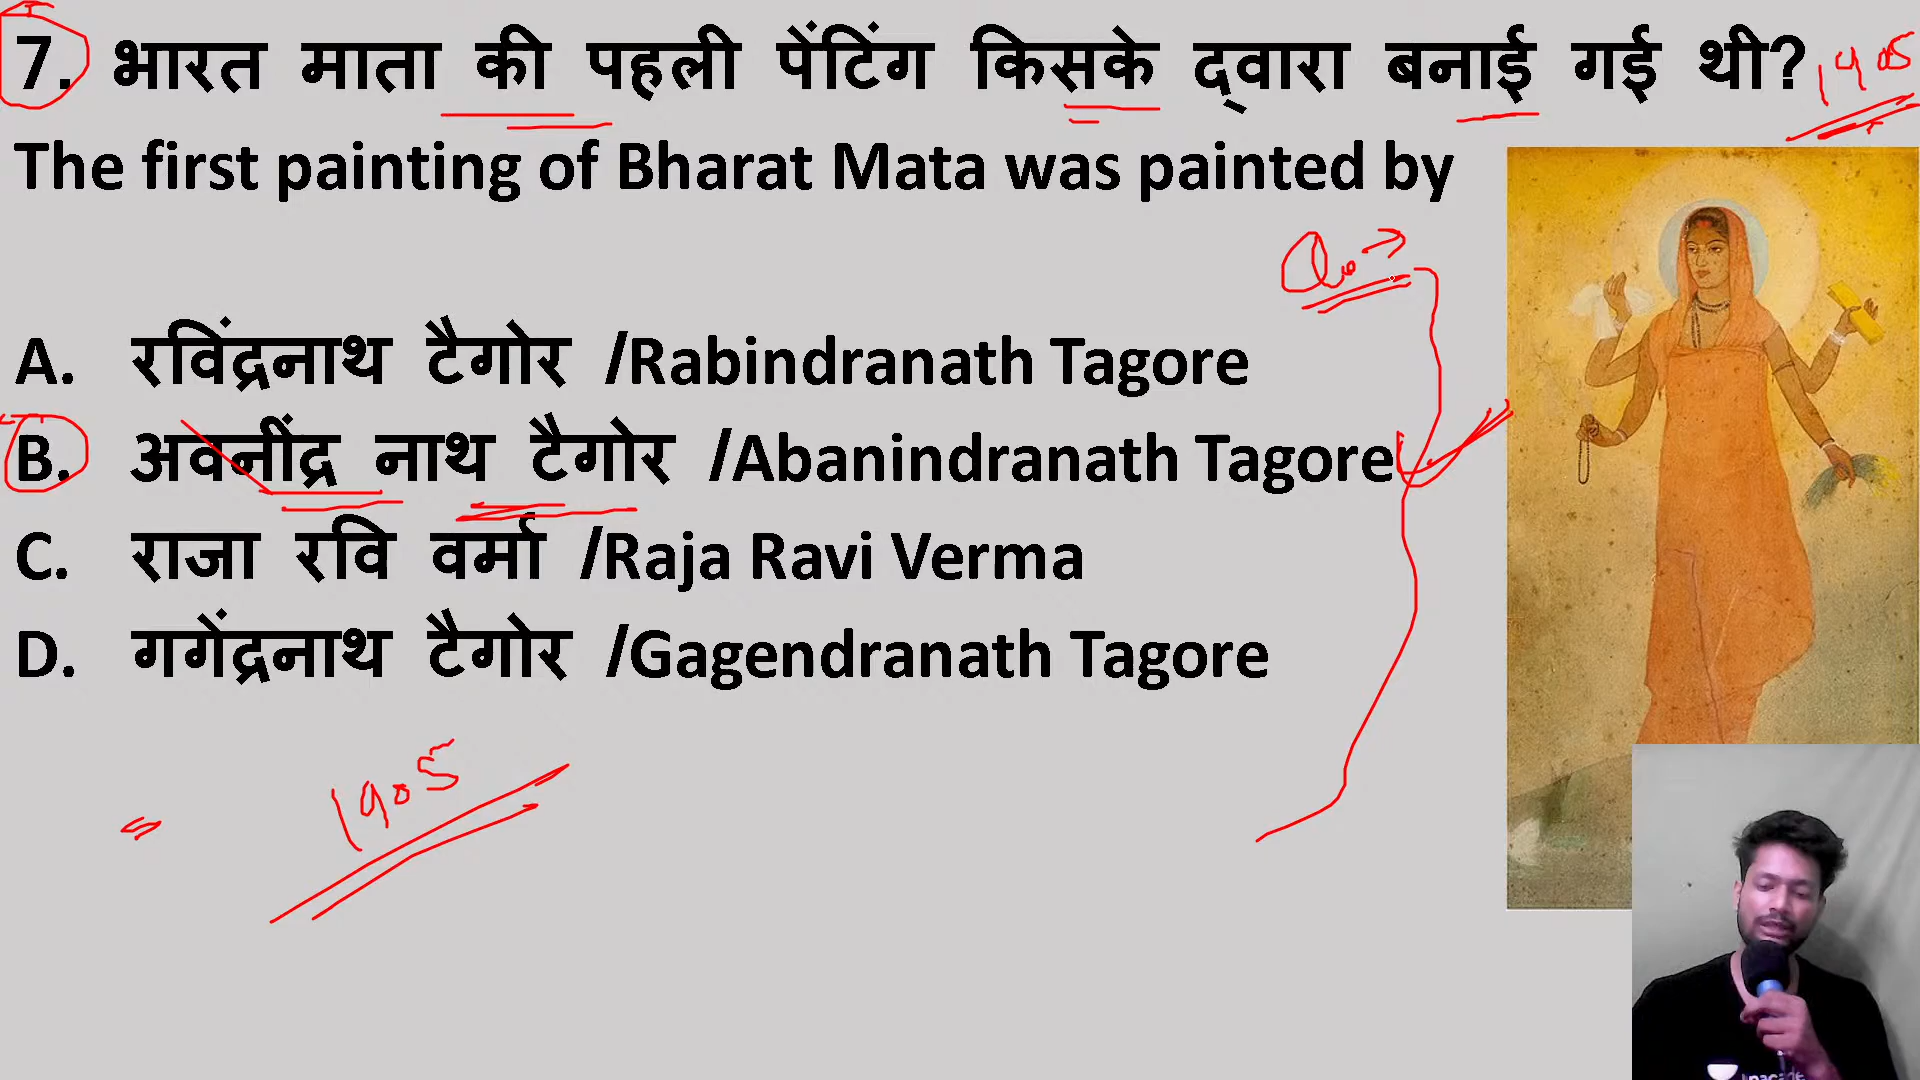 7. भारत माता की पहली पेंटिंग किसके द्वारा बनाई गई थी? 1905
The first painting of Bharat Mata was painted by
A. रविंद्रनाथ टैगोर /Rabindranath Tagore
B. अवनींद्र नाथ टैगोर /Abanindranath Tagore
C. राजा रवि वर्मा /Raja Ravi Verma
D. गगेंद्रनाथ टैगोर /Gagendranath Tagore
1905